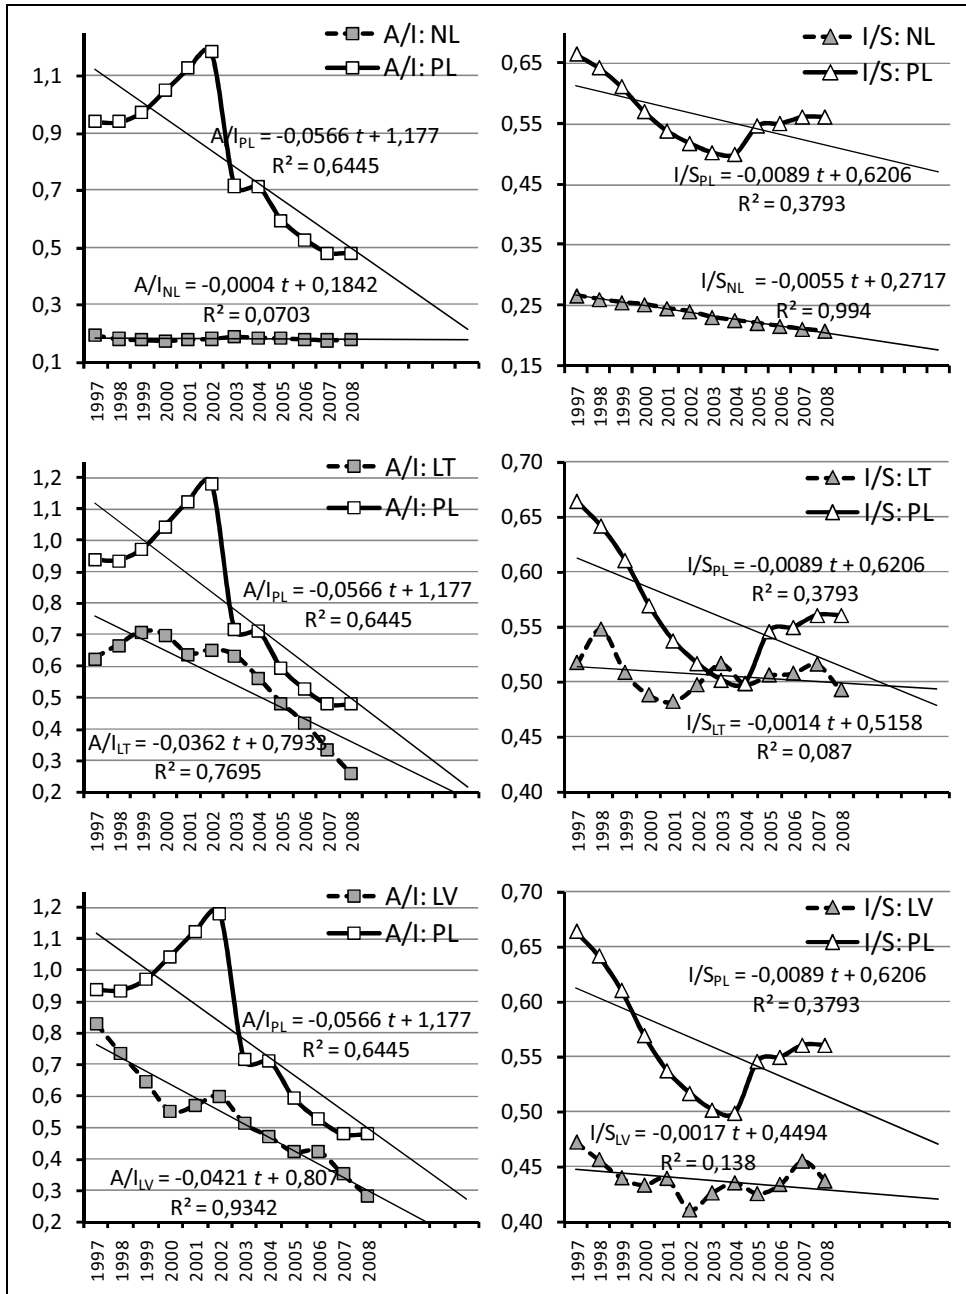 A/I: NL
A/I: PL
1,1
0,9
0,7
0,5
0,3
0,1
A/I_PL = -0,0566 t + 1,177
R² = 0,6445
A/I_NL = -0,0004 t + 0,1842
R² = 0,0703
1997 1998 1999 2000 2001 2002 2003 2004 2005 2006 2007 2008
I/S: NL
I/S: PL
0,65
0,55
0,45
0,35
0,25
0,15
I/S_PL = -0,0089 t + 0,6206
R² = 0,3793
I/S_NL = -0,0055 t + 0,2717
R² = 0,994
1997 1998 1999 2000 2001 2002 2003 2004 2005 2006 2007 2008
A/I: LT
A/I: PL
1,2
1,1
1,0
0,9
0,8
0,7
0,6
0,5
0,4
0,3
0,2
A/I_PL = -0,0566 t + 1,177
R² = 0,6445
A/I_LT = -0,0362 t + 0,7933
R² = 0,7695
1997 1998 1999 2000 2001 2002 2003 2004 2005 2006 2007 2008
I/S: LT
I/S: PL
0,70
0,65
0,60
0,55
0,50
0,45
0,40
I/S_PL = -0,0089 t + 0,6206
R² = 0,3793
I/S_LT = -0,0014 t + 0,5158
R² = 0,087
1997 1998 1999 2000 2001 2002 2003 2004 2005 2006 2007 2008
A/I: LV
A/I: PL
1,2
1,1
1,0
0,9
0,8
0,7
0,6
0,5
0,4
0,3
0,2
A/I_PL = -0,0566 t + 1,177
R² = 0,6445
A/I_LV = -0,0421 t + 0,807
R² = 0,9342
1997 1998 1999 2000 2001 2002 2003 2004 2005 2006 2007 2008
I/S: LV
I/S: PL
0,70
0,65
0,60
0,55
0,50
0,45
0,40
I/S_PL = -0,0089 t + 0,6206
R² = 0,3793
I/S_LV = -0,0017 t + 0,4494
R² = 0,138
1997 1998 1999 2000 2001 2002 2003 2004 2005 2006 2007 2008